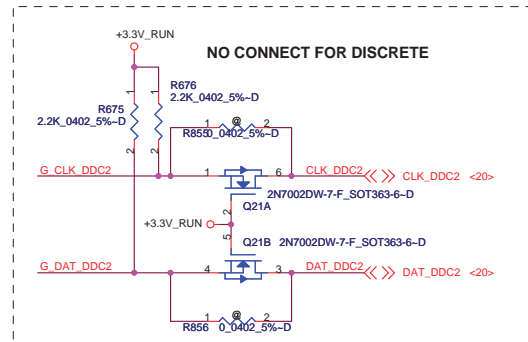 +3.3V_RUN
NO CONNECT FOR DISCRETE
R676
2.2K_0402_5%~D
1
1
R675
2.2K_0402_5%~D
@
1 2
R855 0_0402_5%~D
2
2
G_CLK_DDC2
1
6
CLK_DDC2
CLK_DDC2 <20>
2N7002DW-7-F_SOT363-6~D
2
Q21A
+3.3V_RUN
5
Q21B 2N7002DW-7-F_SOT363-6~D
G_DAT_DDC2
4
3
DAT_DDC2
DAT_DDC2 <20>
@
1 2
R856 0_0402_5%~D